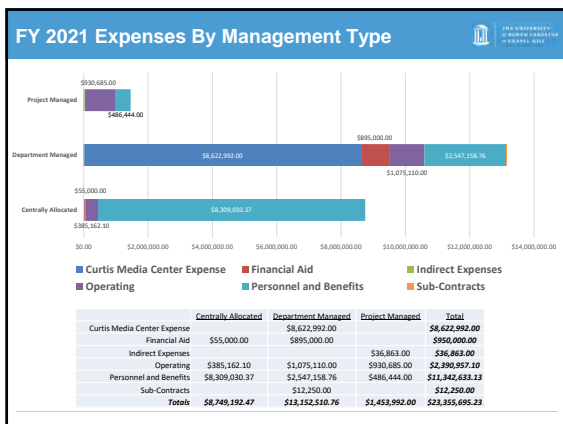 FY 2021 Expenses By Management Type
THE UNIVERSITY
of NORTH CAROLINA
at CHAPEL HILL
$930,685.00
Project Managed
$486,444.00
$895,000.00
Department Managed
$8,622,992.00
$2,547,158.76
$1,075,110.00
$55,000.00
Centrally Allocated
$8,309,030.37
$385,162.10
$0.00 $2,000,000.00 $4,000,000.00 $6,000,000.00 $8,000,000.00 $10,000,000.00 $12,000,000.00 $14,000,000.00
Curtis Media Center Expense Financial Aid Indirect Expenses
Operating Personnel and Benefits Sub-Contracts
Centrally Allocated Department Managed Project Managed Total
Curtis Media Center Expense $8,622,992.00 $8,622,992.00
Financial Aid $55,000.00 $895,000.00 $950,000.00
Indirect Expenses $36,863.00 $36,863.00
Operating $385,162.10 $1,075,110.00 $930,685.00 $2,390,957.10
Personnel and Benefits $8,309,030.37 $2,547,158.76 $486,444.00 $11,342,633.13
Sub-Contracts $12,250.00 $12,250.00
Totals $8,749,192.47 $13,152,510.76 $1,453,992.00 $23,355,695.23